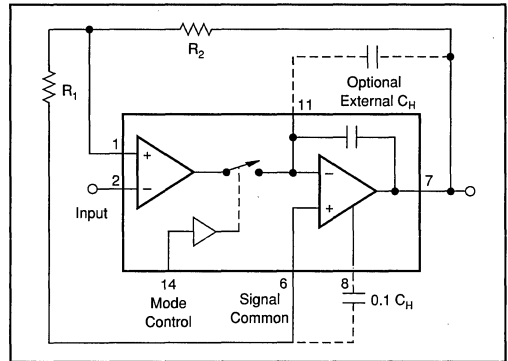 R2
R1
Optional
External CH
11
1
+
−
2
−
+
7
Input
14
6
8
0.1 CH
Mode
Control
Signal
Common